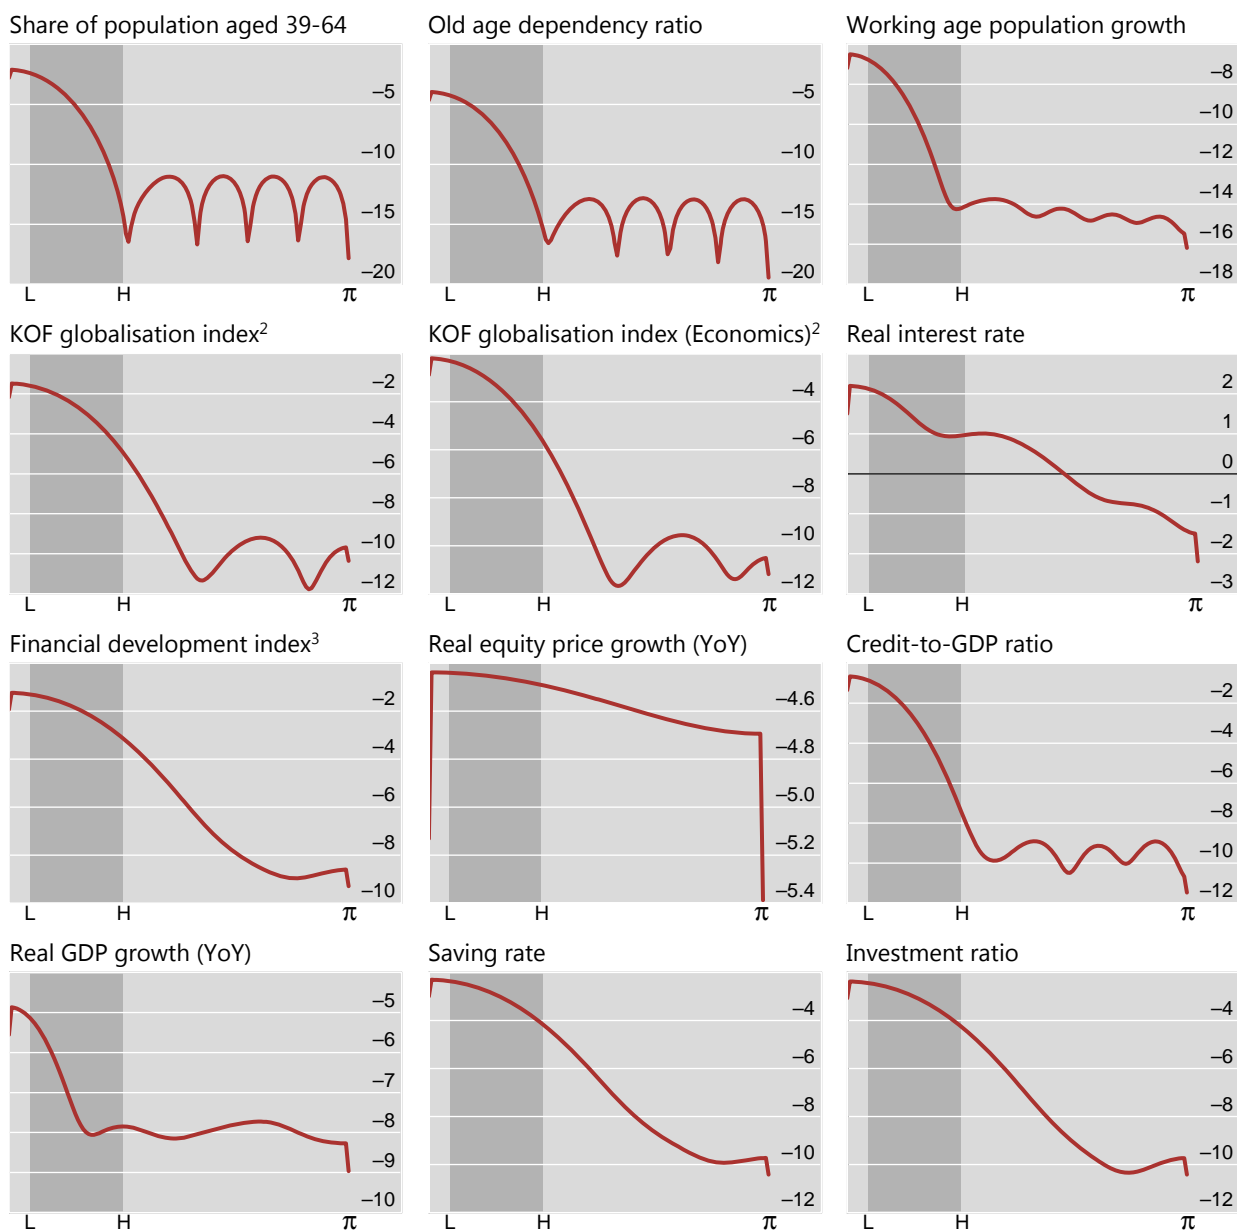 Share of population aged 39-64
–5
–10
–15
–20
L H π
Old age dependency ratio
–5
–10
–15
–20
L H π
Working age population growth
–8
–10
–12
–14
–16
–18
L H π
KOF globalisation index2
–2
–4
–6
–8
–10
–12
L H π
KOF globalisation index (Economics)2
–4
–6
–8
–10
–12
L H π
Real interest rate
2
1
0
–1
–2
–3
L H π
Financial development index3
–2
–4
–6
–8
–10
L H π
Real equity price growth (YoY)
–4.6
–4.8
–5.0
–5.2
–5.4
L H π
Credit-to-GDP ratio
–2
–4
–6
–8
–10
–12
L H π
Real GDP growth (YoY)
–5
–6
–7
–8
–9
–10
L H π
Saving rate
–4
–6
–8
–10
–12
L H π
Investment ratio
–4
–6
–8
–10
–12
L H π